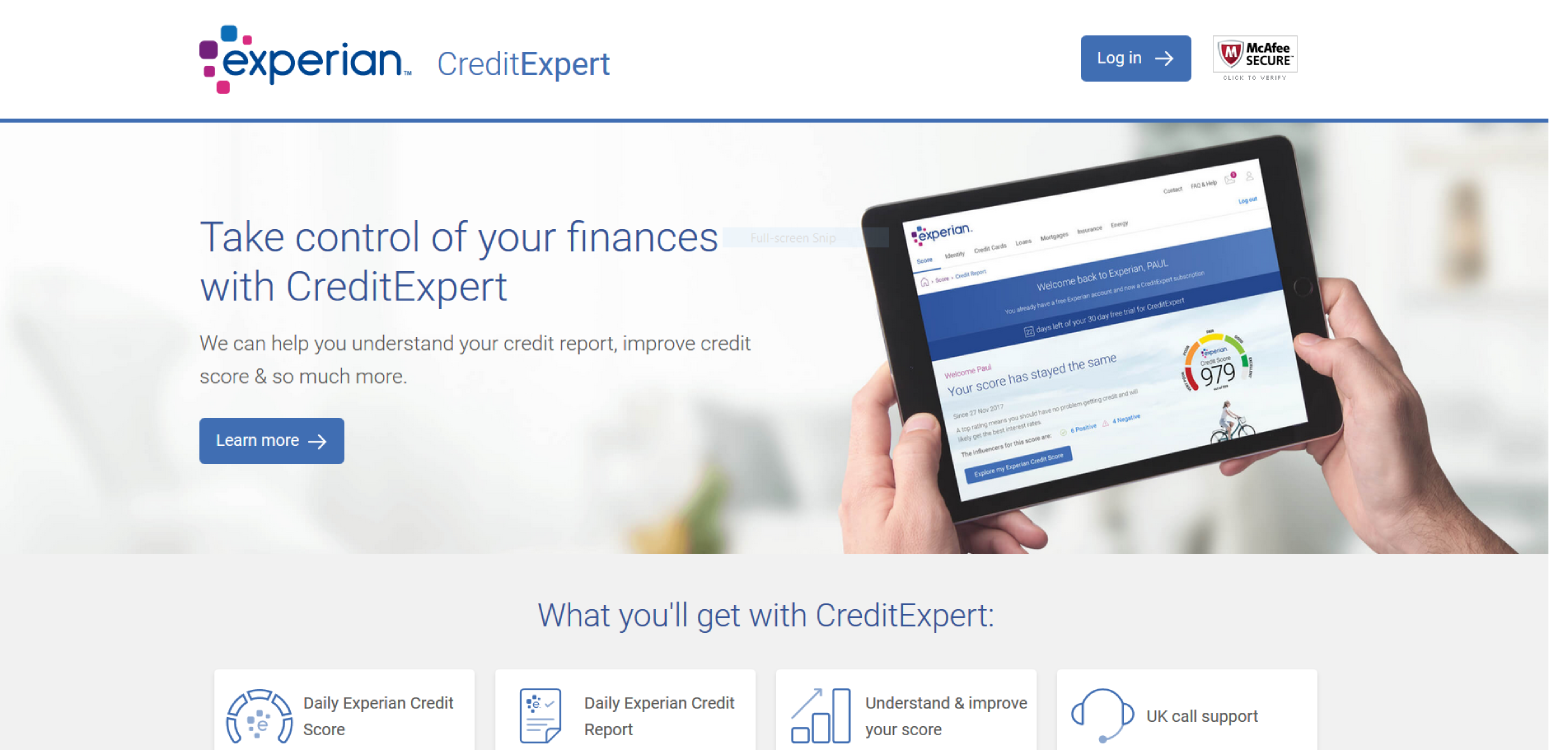 experian™
CreditExpert
Log in
McAfee
SECURE™
CLICK TO VERIFY
Take control of your finances
with CreditExpert
We can help you understand your credit report, improve credit
score & so much more.
Learn more
Full-screen Snip
Contact
FAQ & Help
Log out
experian.
Score Identity Credit Cards Loans Mortgages Insurance Energy
Score
Credit Report
Welcome back to Experian, PAUL
You already have a free Experian account and now a CreditExpert subscription
days left of your 30 day free trial for CreditExpert
Welcome Paul
Your score has stayed the same
Since 27 Nov 2017
A top rating means you should have no problem getting credit and will
likely get the best interest rates.
The influencers for this score are:
6 Positive
4 Negative
Explore my Experian Credit Score
experian.
Credit Score
979
What you'll get with CreditExpert:
Daily Experian Credit
Score
Daily Experian Credit
Report
Understand & improve
your score
UK call support